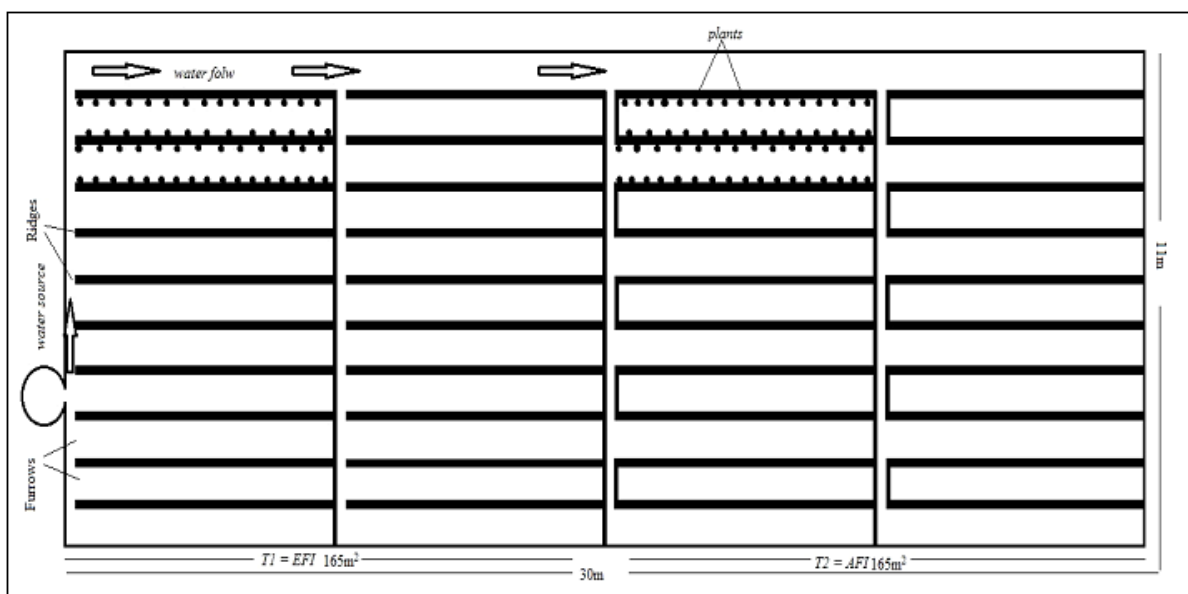 plants
water folw
Ridges
water source
Furrows
11m
T1 = EFI 165m²
T2 = AFI 165m²
30m